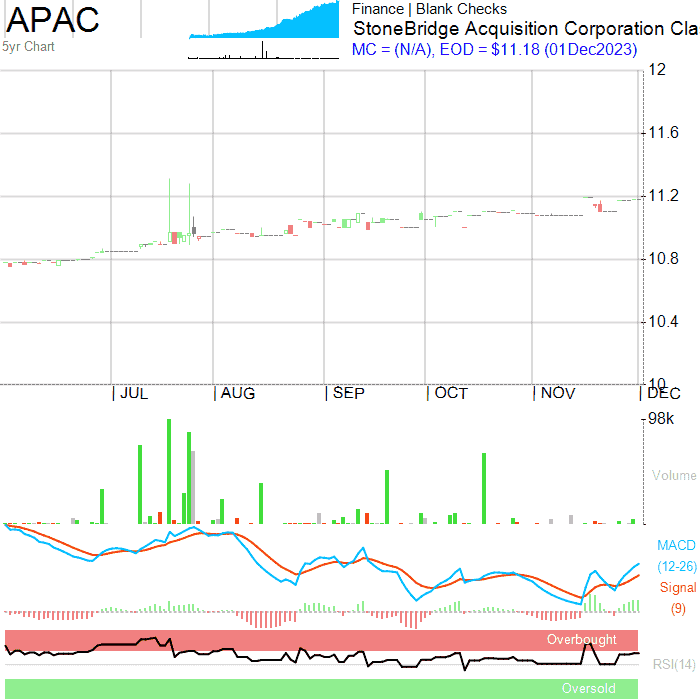 APAC
5yr Chart
Finance | Blank Checks
StoneBridge Acquisition Corporation Cla
MC = (N/A), EOD = $11.18 (01Dec2023)
12
11.6
11.2
10.8
10.4
10
| JUL | AUG | SEP | OCT | NOV | DEC
98k
Volume
MACD
(12-26)
Signal
(9)
Overbought
RSI(14)
Oversold